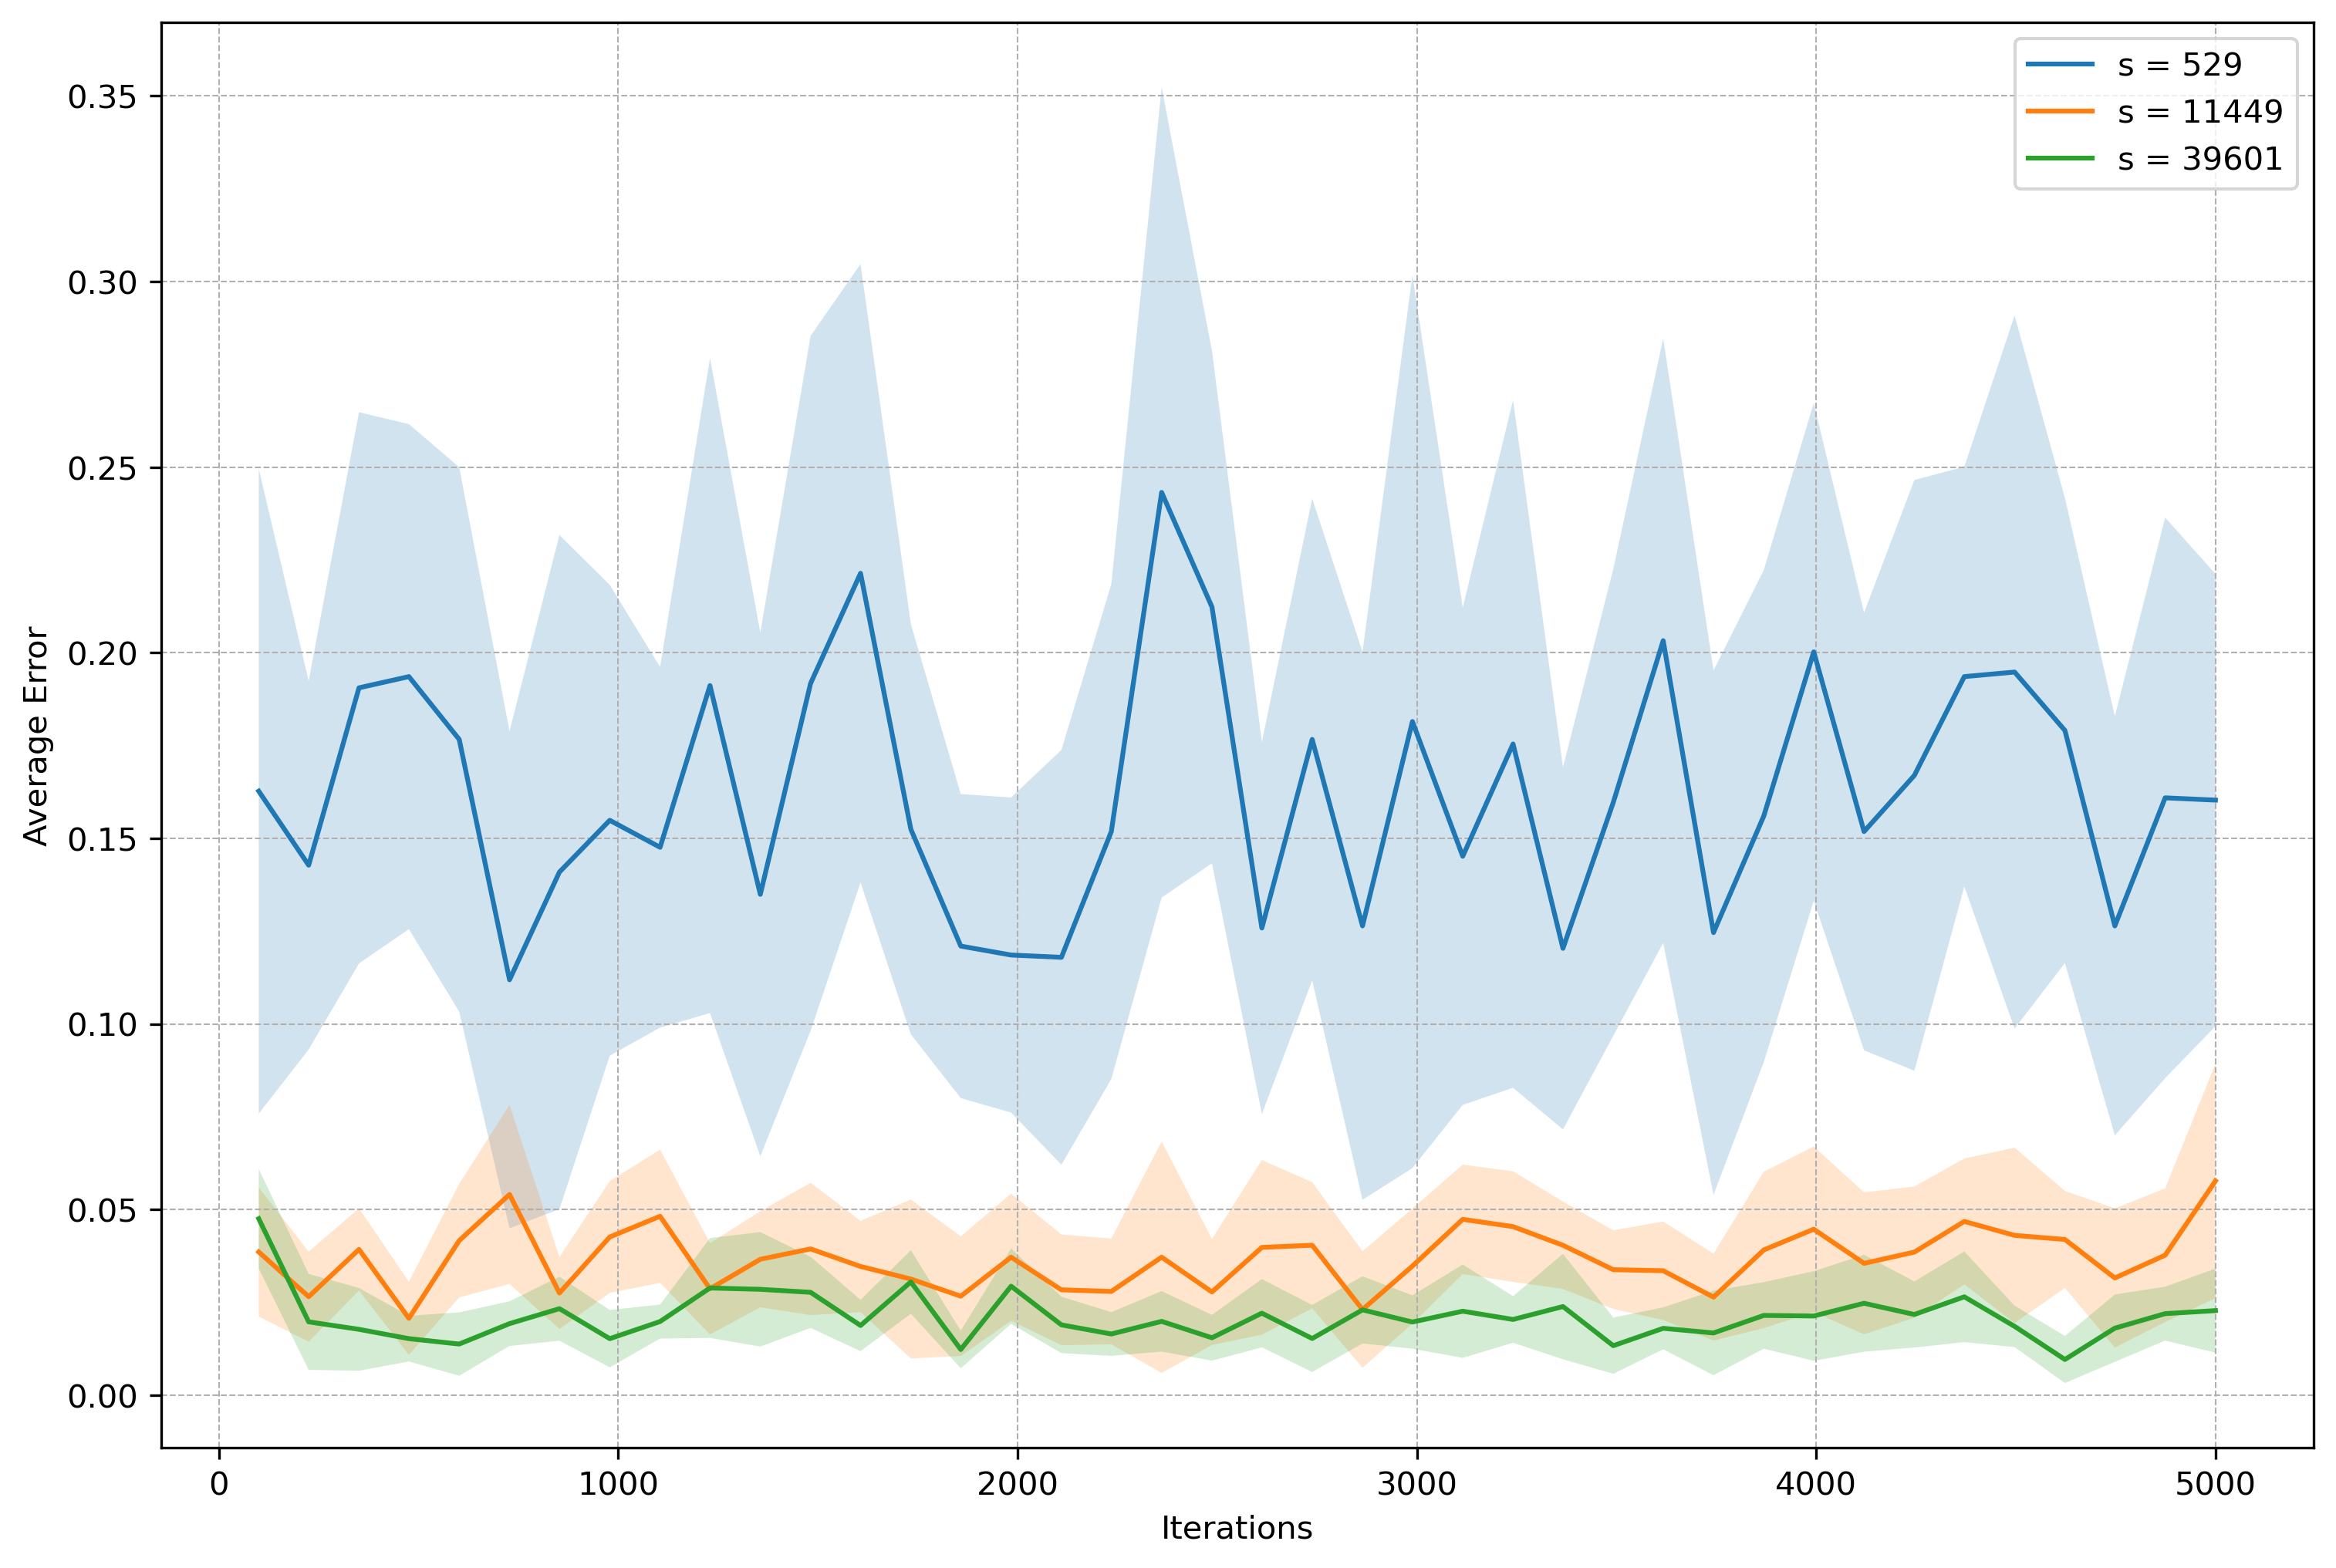 s = 529
s = 11449
s = 39601
0.35
0.30
0.25
0.20
0.15
0.10
0.05
0.00
Average Error
0 1000 2000 3000 4000 5000
Iterations